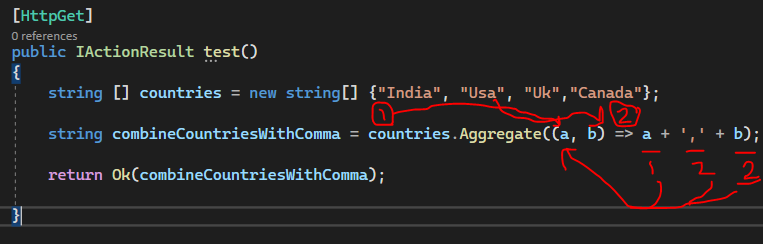 [HttpGet]
0 references
public IActionResult test()
{
string [] countries = new string[] {"India", "Usa", "Uk","Canada"};
1 2
string combineCountriesWithComma = countries.Aggregate((a, b) => a + ',' + b);
1 2 2
return Ok(combineCountriesWithComma);
}